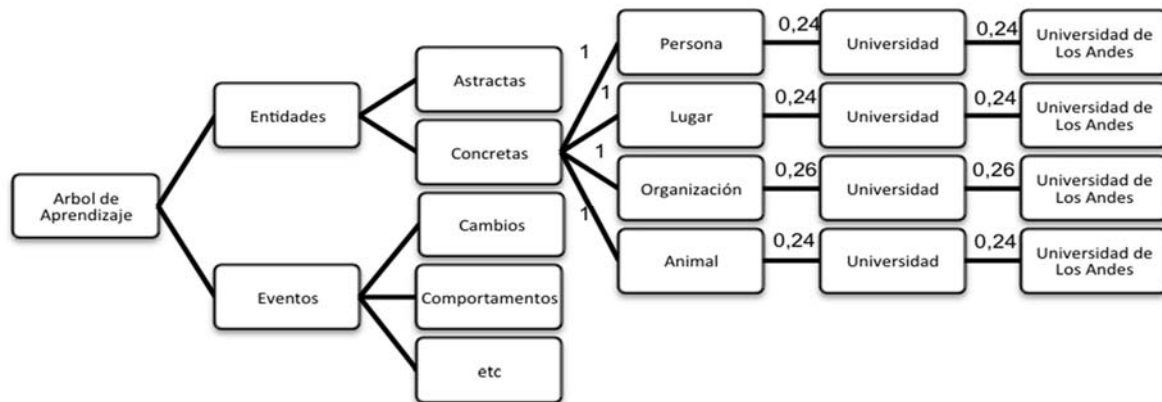 Persona
0,24
Universidad
0,24
Universidad de
Los Andes
1
Astractas
Entidades
1
Lugar
0,24
Universidad
0,24
Universidad de
Los Andes
Concretas
1
Organización
0,26
Universidad
0,26
Universidad de
Los Andes
Arbol de
Aprendizaje
1
Cambios
Animal
0,24
Universidad
0,24
Universidad de
Los Andes
Eventos
Comportamentos
etc